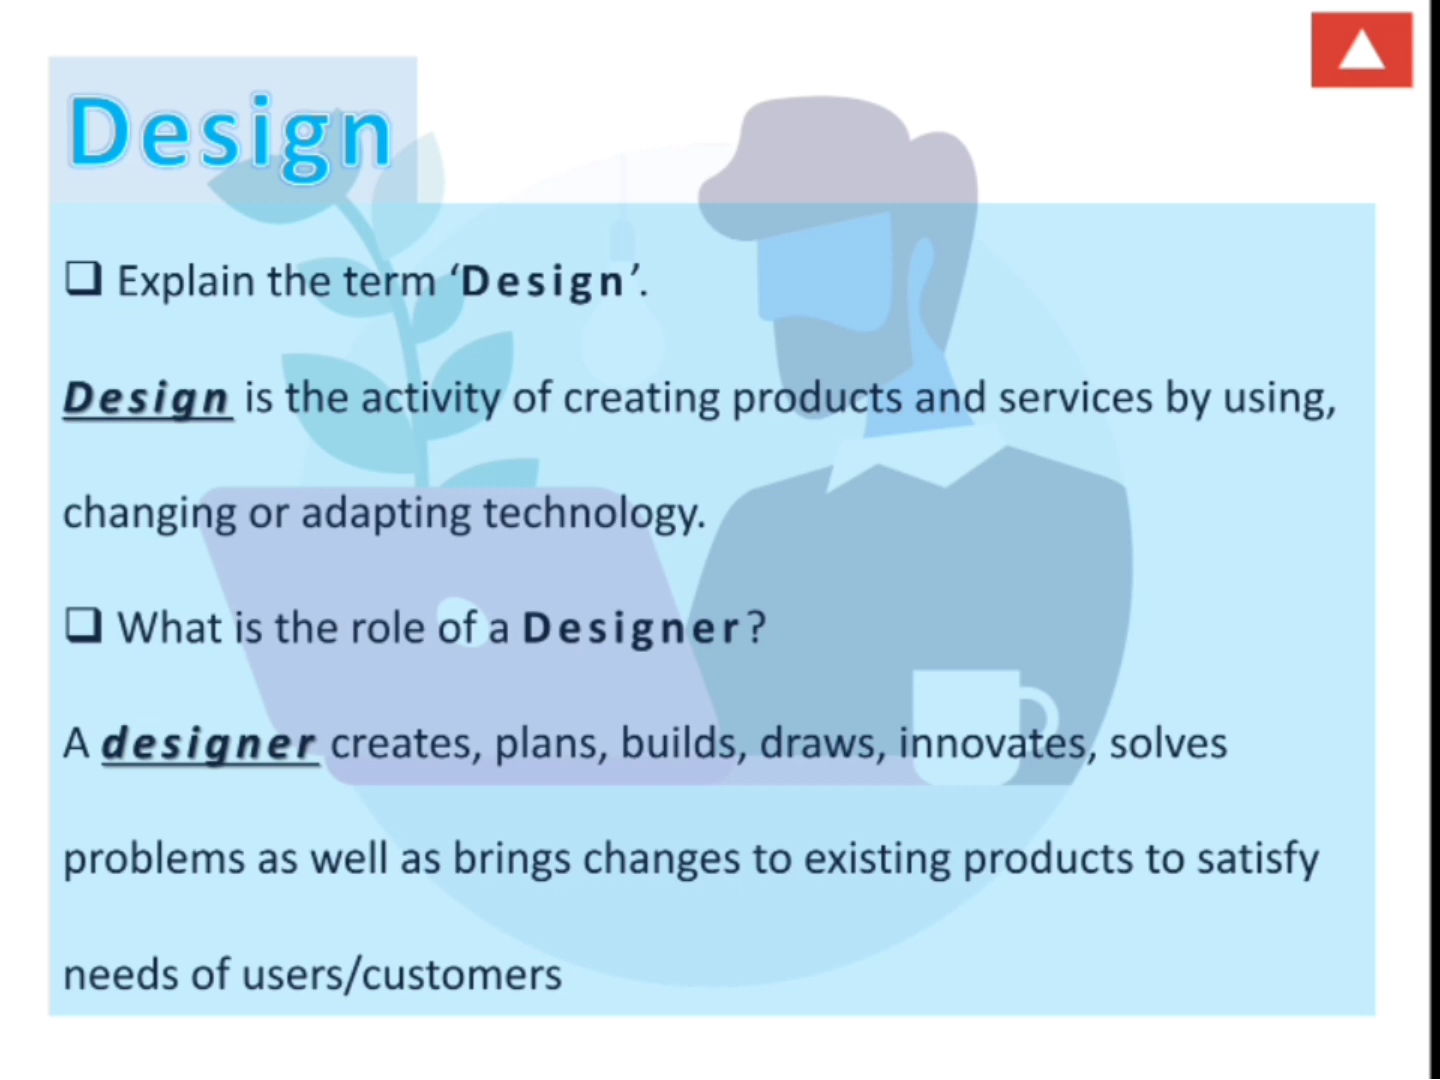 Design
❑ Explain the term ‘Design’.
Design is the activity of creating products and services by using,
changing or adapting technology.
❑ What is the role of a Designer?
A designer creates, plans, builds, draws, innovates, solves
problems as well as brings changes to existing products to satisfy
needs of users/customers